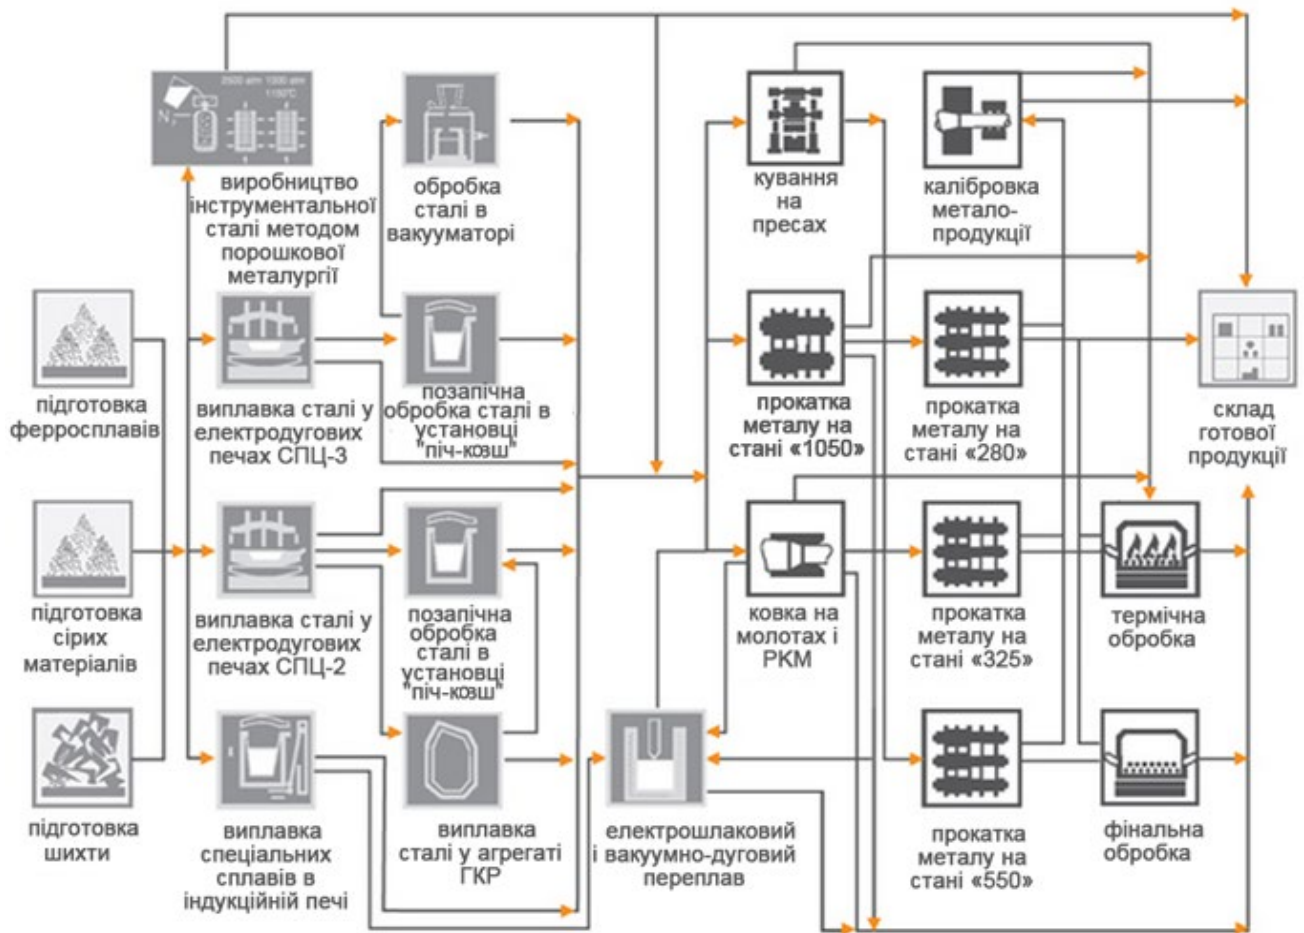 2500 atm 1000 atm
1150°C
N₂
виробництво
інструментальної
сталі методом
порошкової
металургії
обробка
сталі в
вакууматорі
кування
на
пресах
калібровка
метало-
продукції
підготовка
ферросплавів
виплавка сталі у
електродугових
печах СПЦ-3
позапічна
обробка сталі в
установці
"піч-козш"
прокатка
металу на
стані «1050»
прокатка
металу на
стані «280»
склад
готової
продукції
підготовка
сірих
матеріалів
виплавка сталі у
електродугових
печах СПЦ-2
позапічна
обробка
сталі в
установці
"піч-козш"
ковка на
молотах і
РКМ
прокатка
металу на
стані «325»
термічна
обробка
підготовка
шихти
виплавка
спеціальних
сплавів в
індукційній печі
виплавка
сталі у агрегаті
ГКР
електрошлаковий
і вакуумно-дуговий
переплав
прокатка
металу на
стані «550»
фінальна
обробка